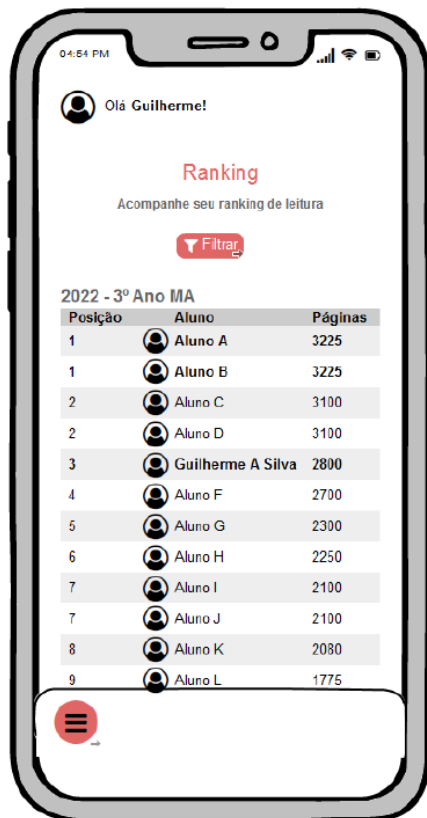 04:54 PM
Olá Guilherme!
Ranking
Acompanhe seu ranking de leitura
Filtrar
2022 - 3º Ano MA
Posição Aluno Páginas
1 Aluno A 3225
1 Aluno B 3225
2 Aluno C 3100
2 Aluno D 3100
3 Guilherme A Silva 2800
4 Aluno F 2700
5 Aluno G 2300
6 Aluno H 2250
7 Aluno I 2100
7 Aluno J 2100
8 Aluno K 2080
9 Aluno L 1775